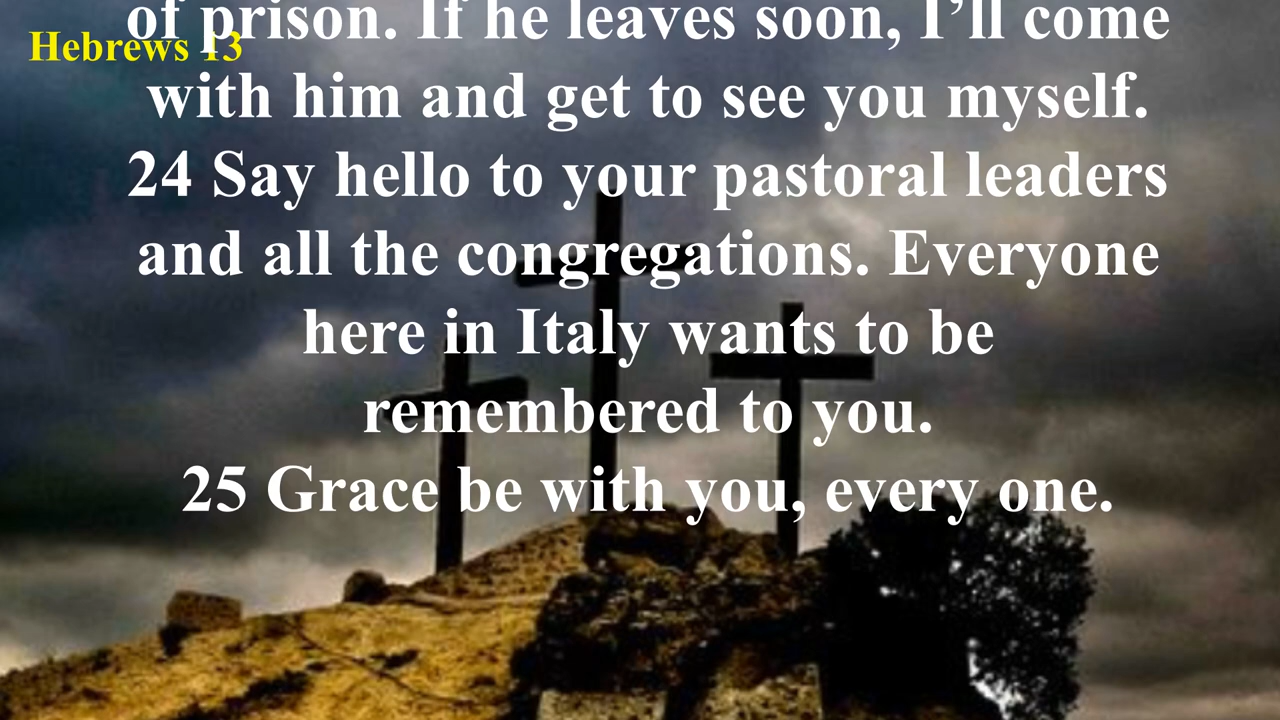 of prison. If he leaves soon, I’ll come
Hebrews 13
with him and get to see you myself.
24 Say hello to your pastoral leaders
and all the congregations. Everyone
here in Italy wants to be
remembered to you.
25 Grace be with you, every one.